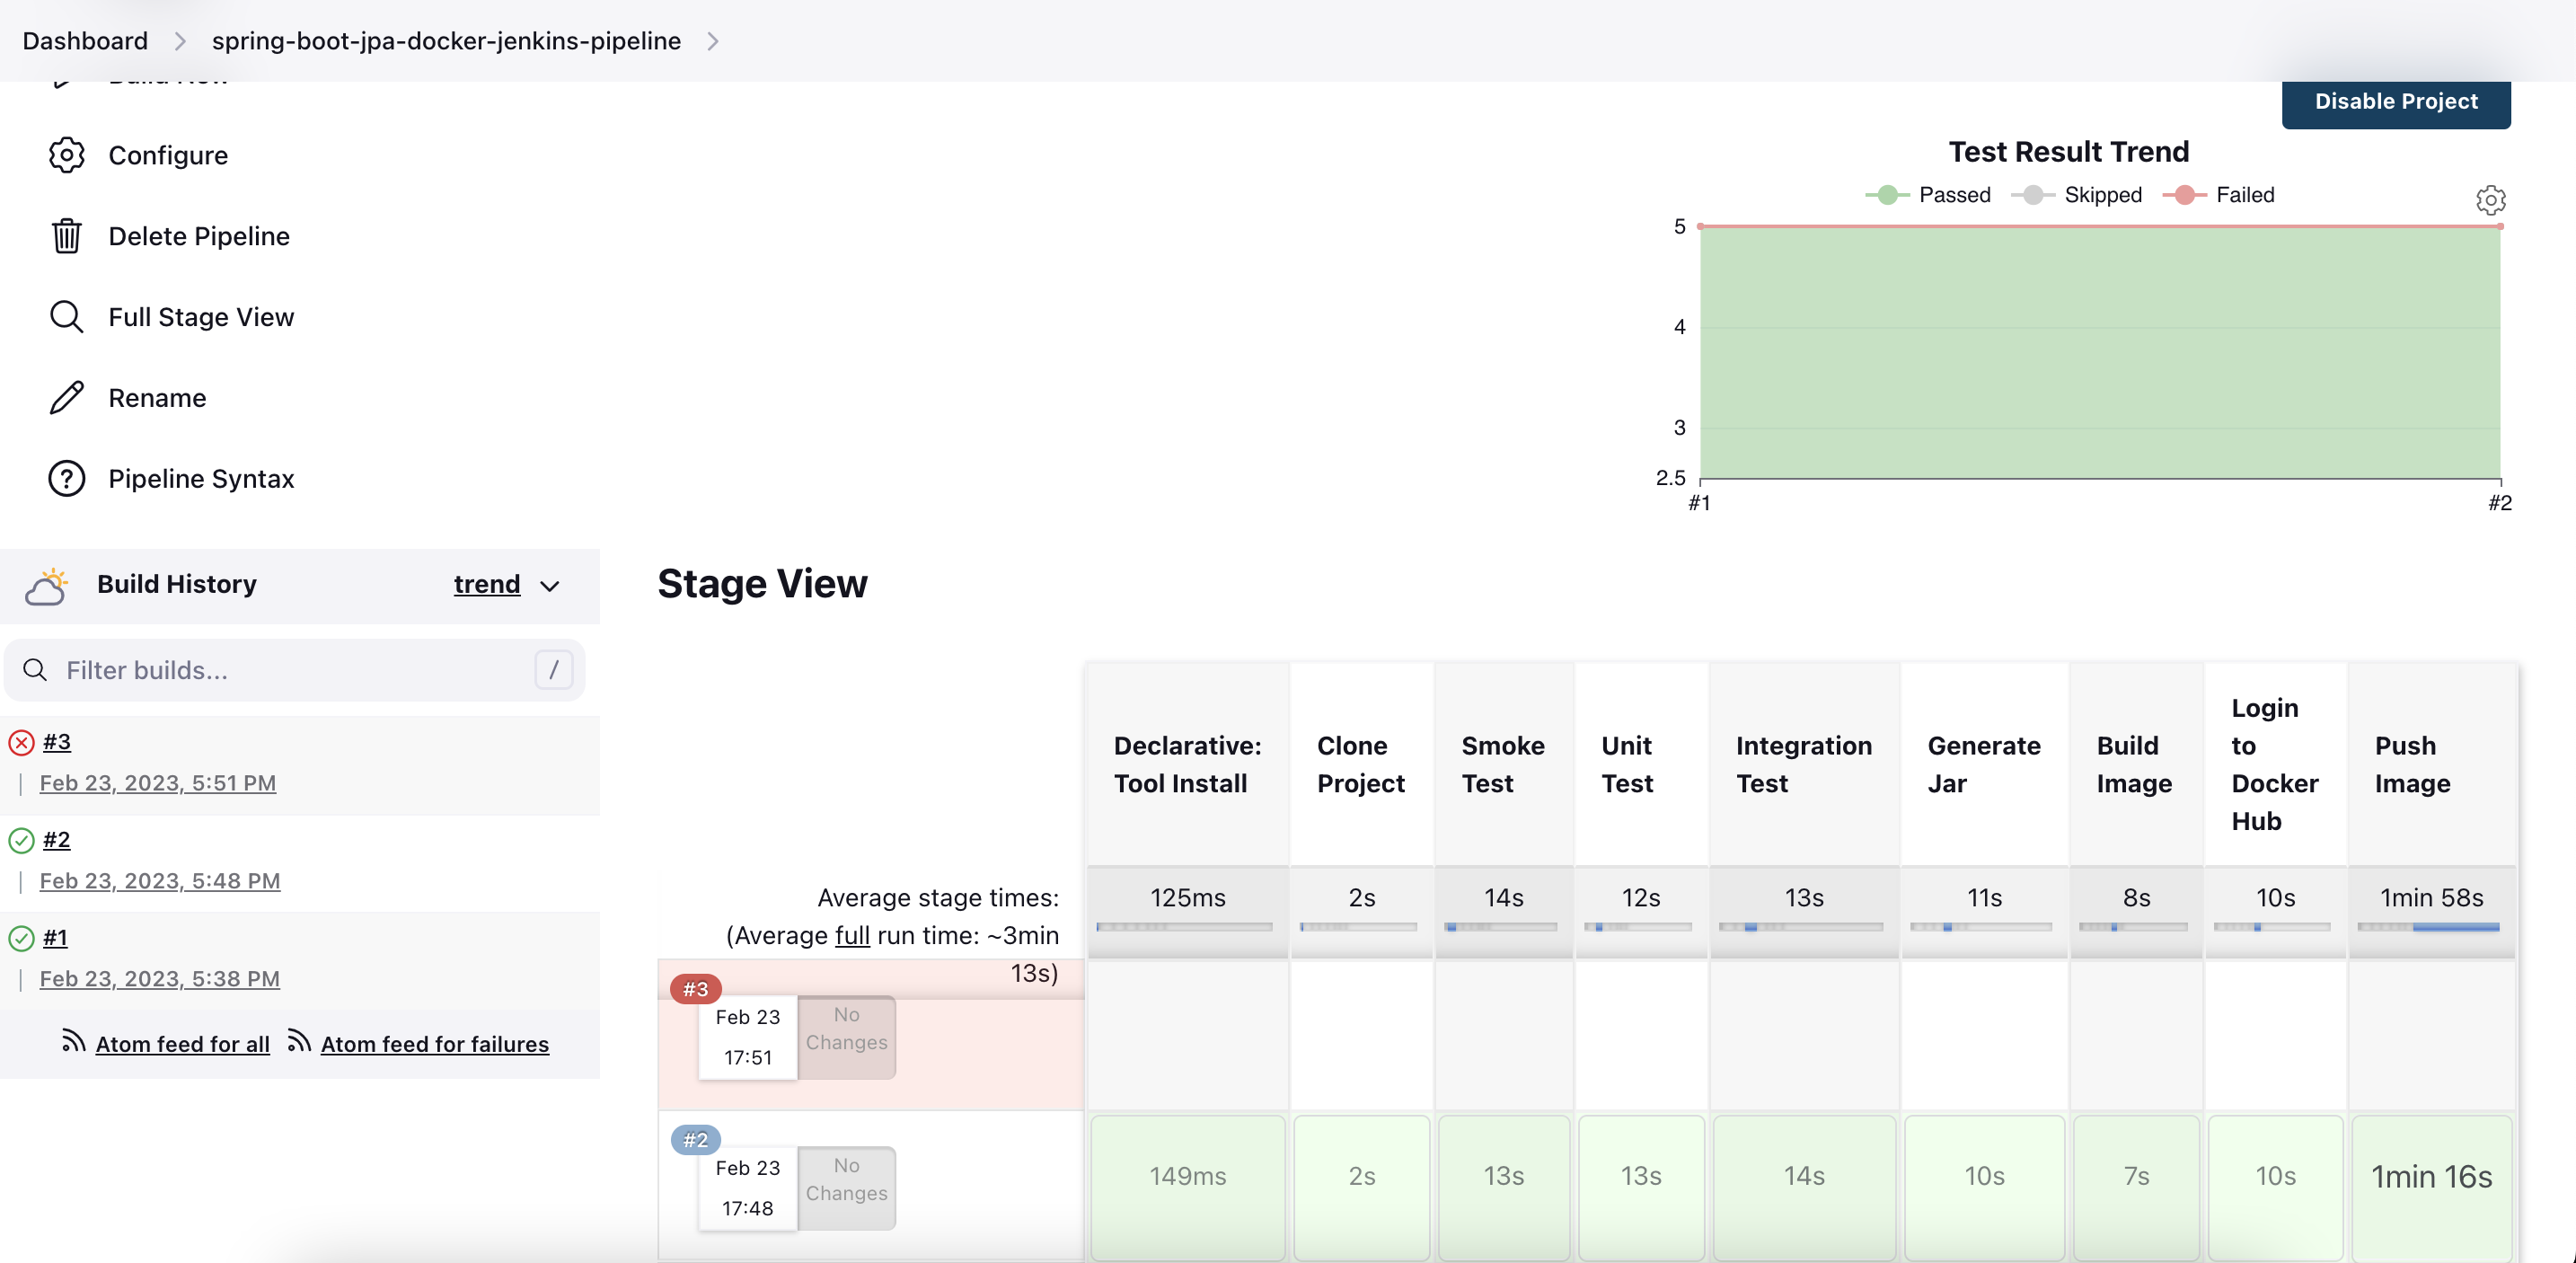 Dashboard
spring-boot-jpa-docker-jenkins-pipeline
Configure
Delete Pipeline
Full Stage View
Rename
? Pipeline Syntax
Build History
trend
Filter builds...
/
#3
Feb 23, 2023, 5:51 PM
#2
Feb 23, 2023, 5:48 PM
#1
Feb 23, 2023, 5:38 PM
Atom feed for all
Atom feed for failures
Disable Project
Test Result Trend
Passed
Skipped
Failed
5
4
3
2.5
#1
#2
Stage View
Declarative:
Tool Install
Clone
Project
Smoke
Test
Unit
Test
Integration
Test
Generate
Jar
Build
Image
Login
to
Docker
Hub
Push
Image
Average stage times:
(Average full run time: ~3min
13s)
125ms
2s
14s
12s
13s
11s
8s
10s
1min 58s
#3
Feb 23
17:51
No
Changes
#2
Feb 23
17:48
No
Changes
149ms
2s
13s
13s
14s
10s
7s
10s
1min 16s